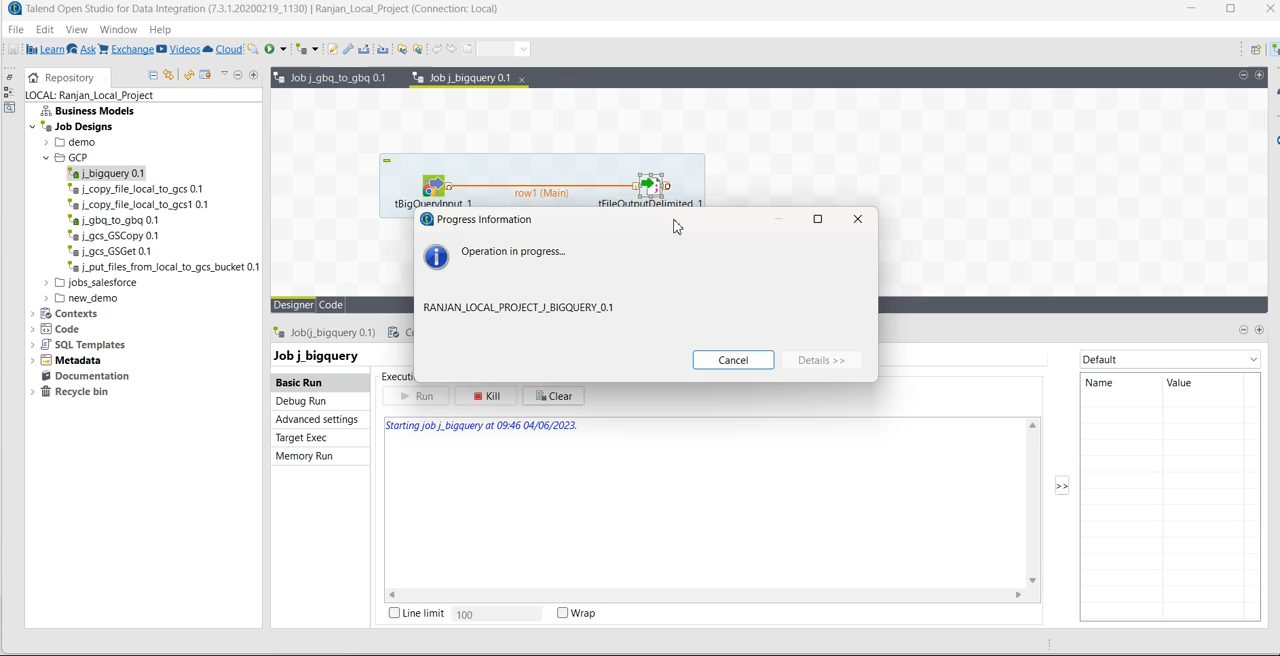 Talend Open Studio for Data Integration (7.3.1.20200219_1130) | Ranjan_Local_Project (Connection: Local)
File Edit View Window Help
Learn Ask Exchange Videos Cloud
Repository
LOCAL: Ranjan_Local_Project
Business Models
Job Designs
demo
GCP
j_bigquery 0.1
j_copy_file_local_to_gcs 0.1
j_copy_file_local_to_gcs1 0.1
j_gbq_to_gbq 0.1
j_gcs_GSCopy 0.1
j_gcs_GSGet 0.1
j_put_files_from_local_to_gcs_bucket 0.1
jobs_salesforce
new_demo
Contexts
Code
SQL Templates
Metadata
Documentation
Recycle bin
Job j_gbq_to_gbq 0.1 Job j_bigquery 0.1
row1 (Main)
tBigQueryInput_1 tFileOutputDelimited_1
Progress Information
Operation in progress...
RANJAN_LOCAL_PROJECT_J_BIGQUERY_0.1
Cancel Details >>
Designer Code
Job(j_bigquery 0.1)
Job j_bigquery
Basic Run
Debug Run
Advanced settings
Target Exec
Memory Run
Run Kill Clear
Starting job j_bigquery at 09:46 04/06/2023.
Line limit 100 Wrap
>>
Default
Name Value